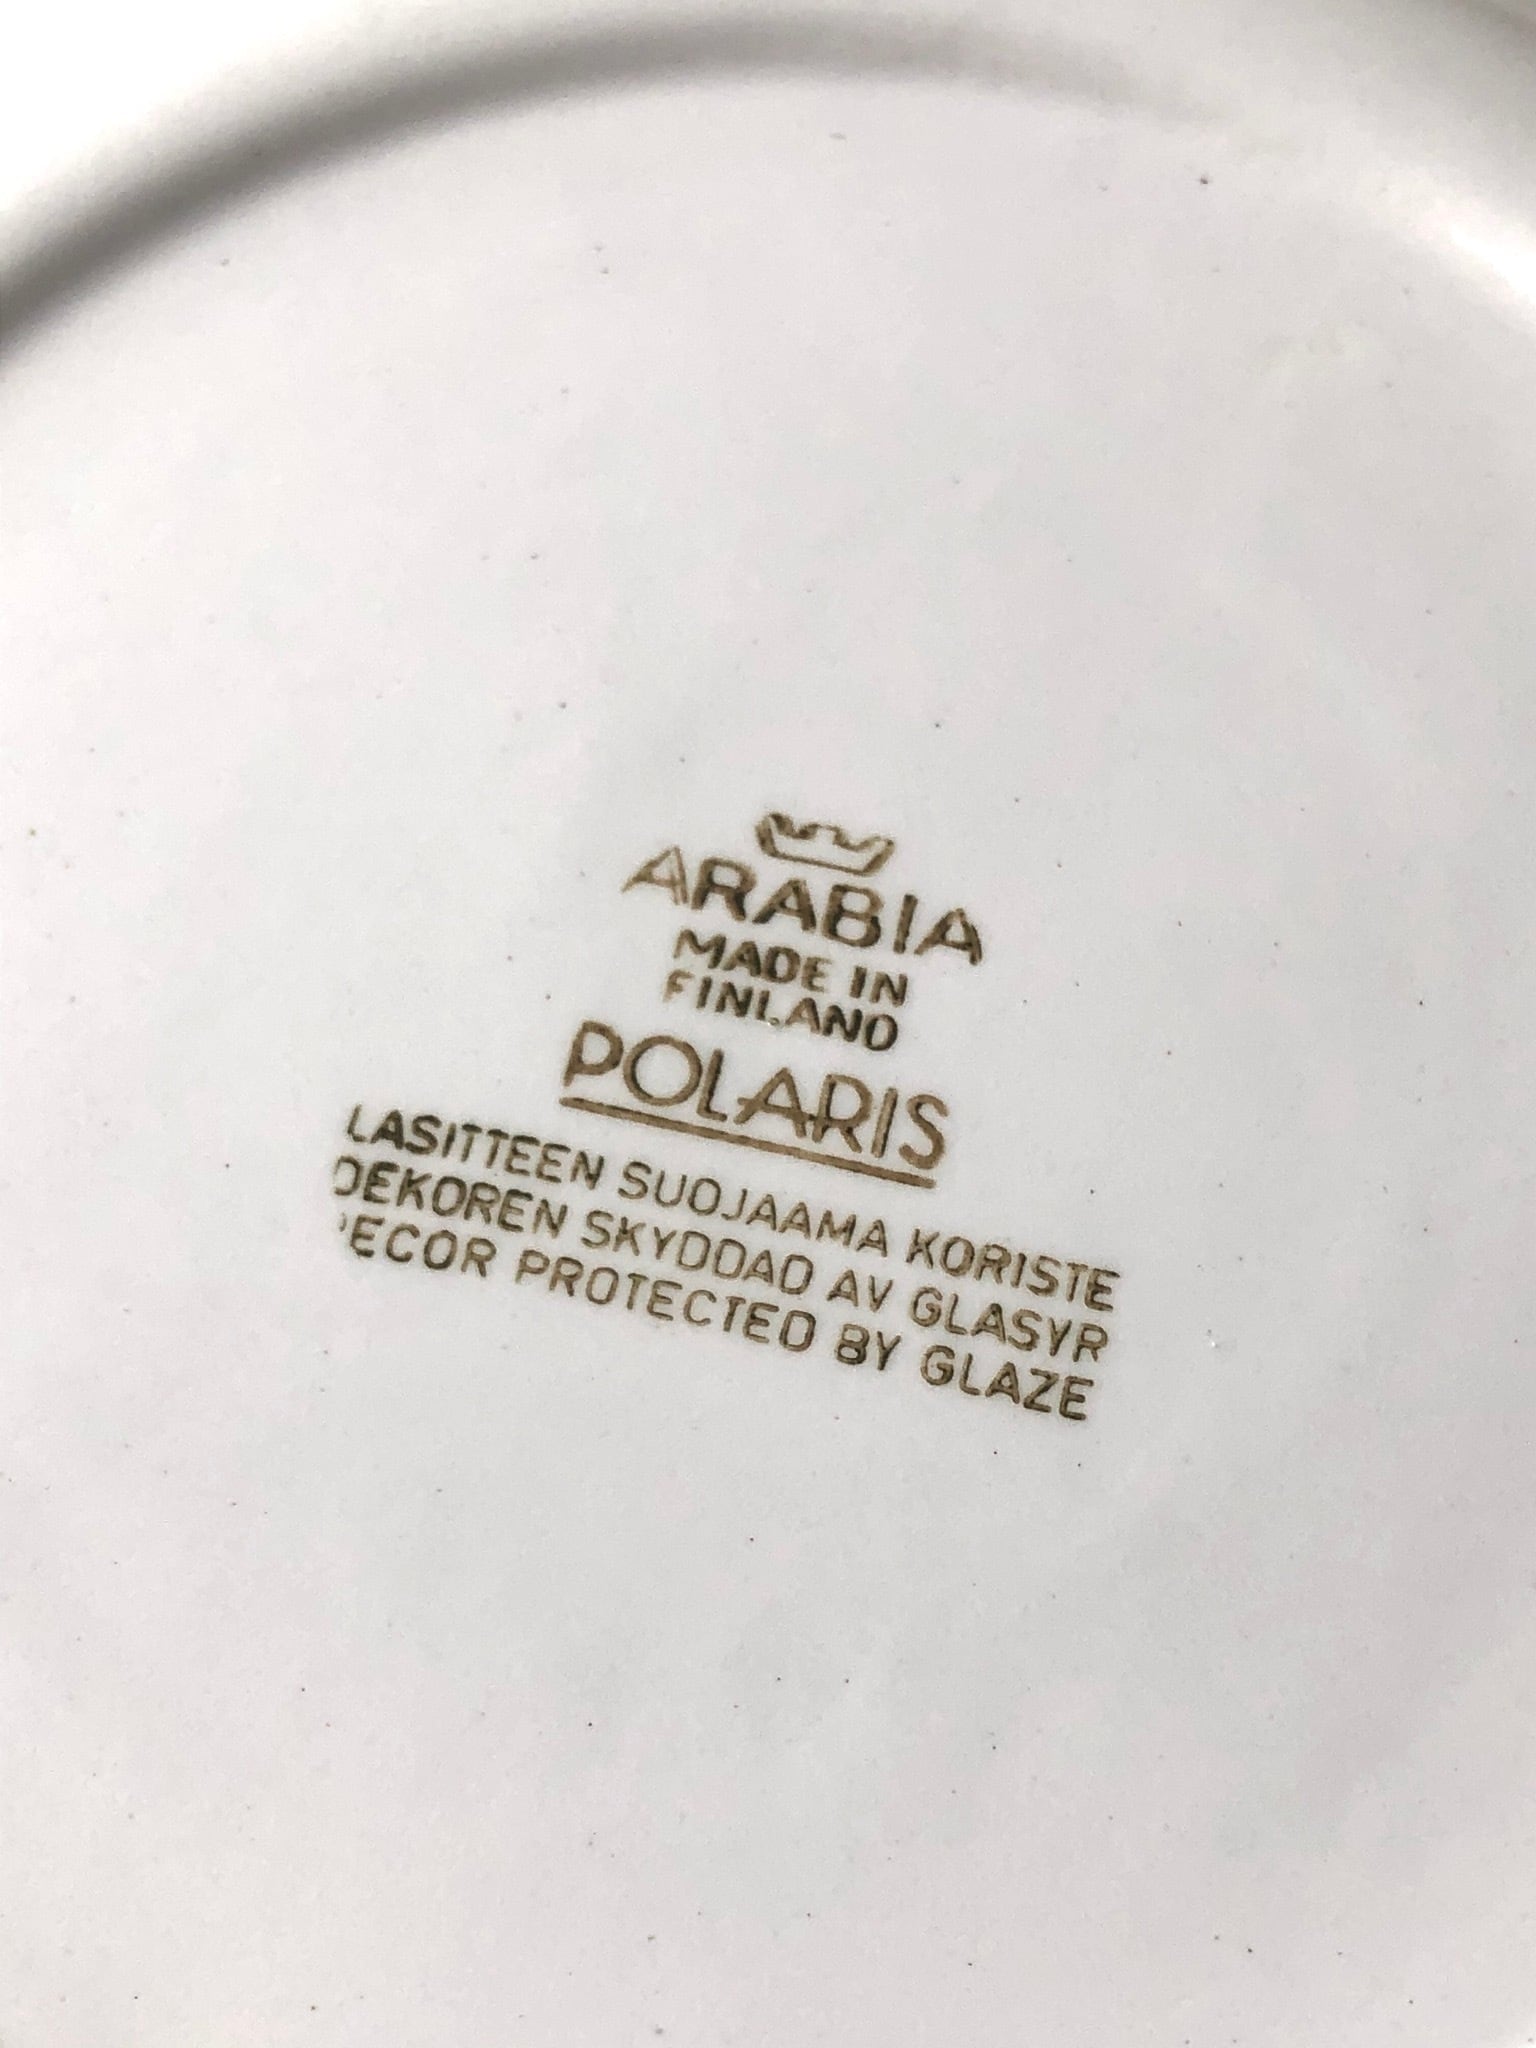 ARABIA
MADE IN
FINLAND
POLARIS
LASITTEEN SUOJAAMA KORISTE
DEKOREN SKYDDAD AV GLASYR
ECOR PROTECTED BY GLAZE